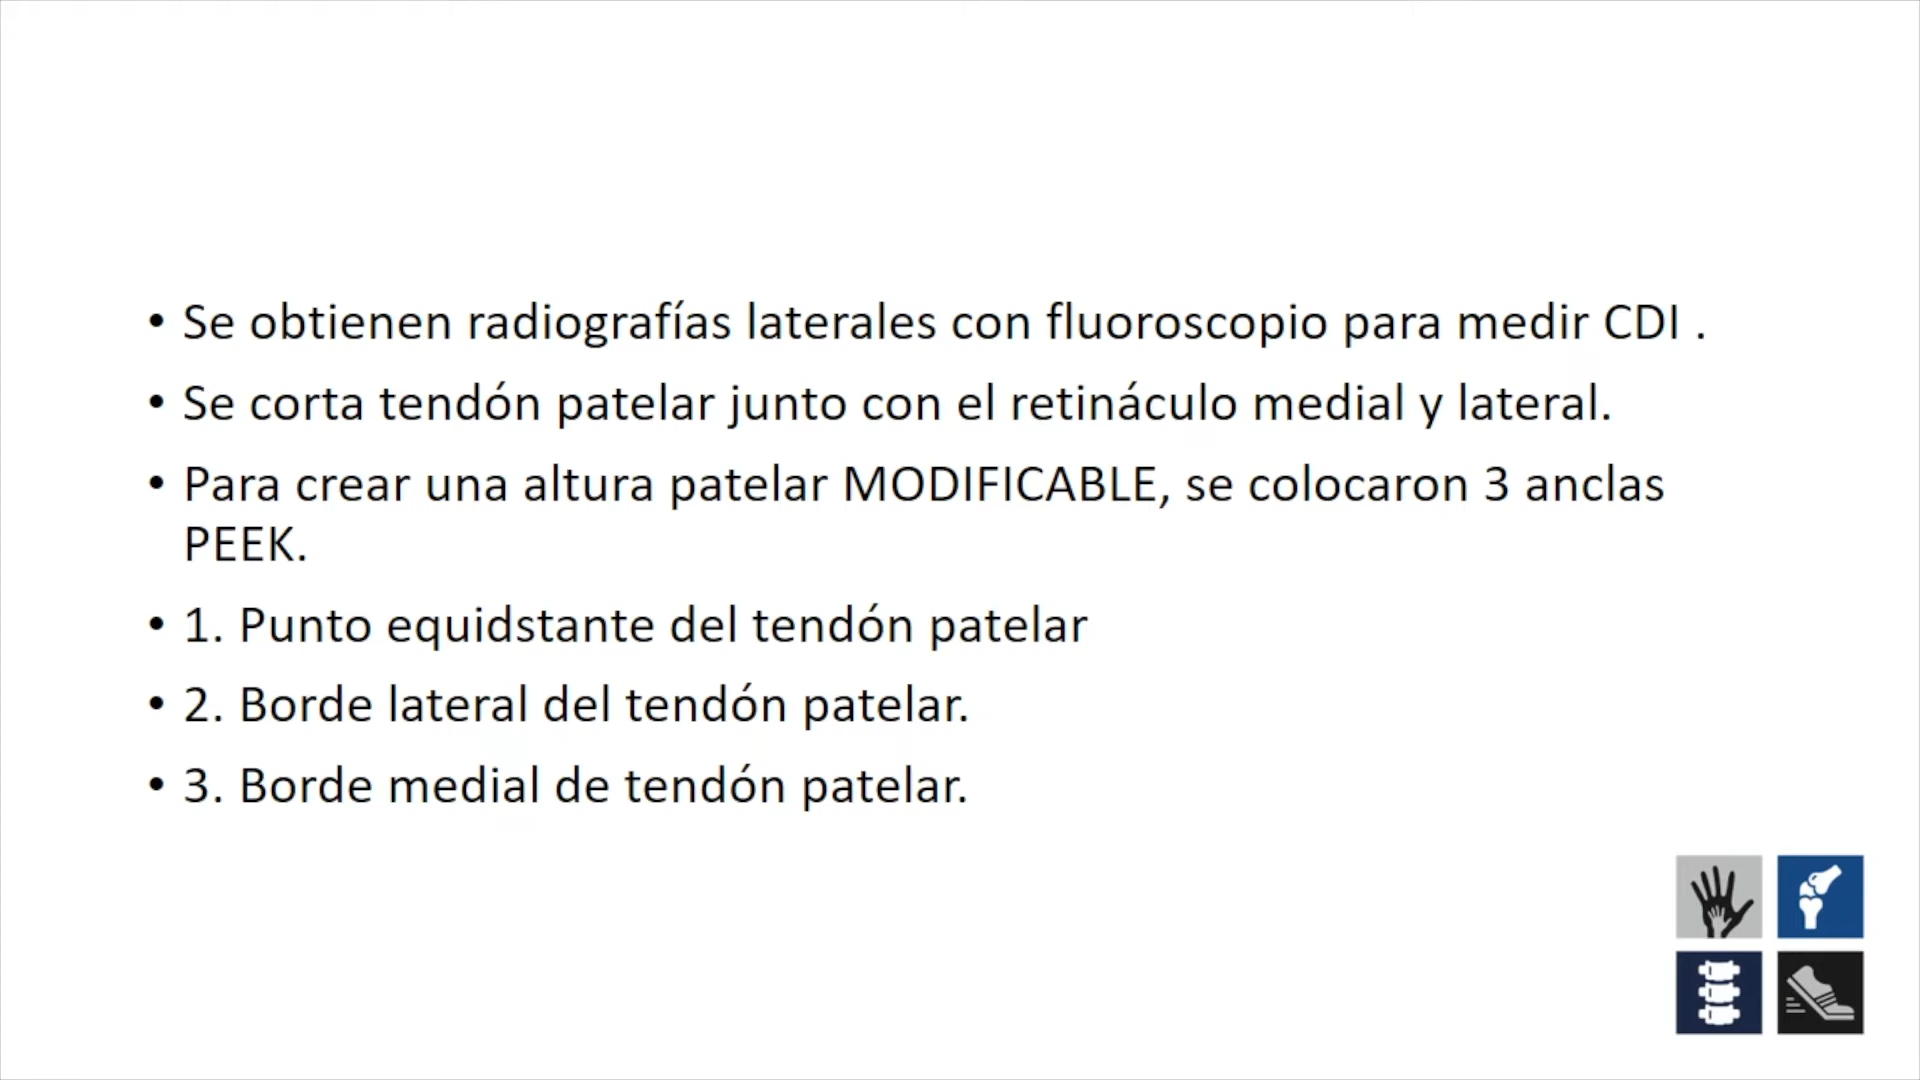 • Se obtienen radiografías laterales con fluoroscopio para medir CDI .
• Se corta tendón patelar junto con el retináculo medial y lateral.
• Para crear una altura patelar MODIFICABLE, se colocaron 3 anclas
PEEK.
• 1. Punto equidstante del tendón patelar
• 2. Borde lateral del tendón patelar.
• 3. Borde medial de tendón patelar.